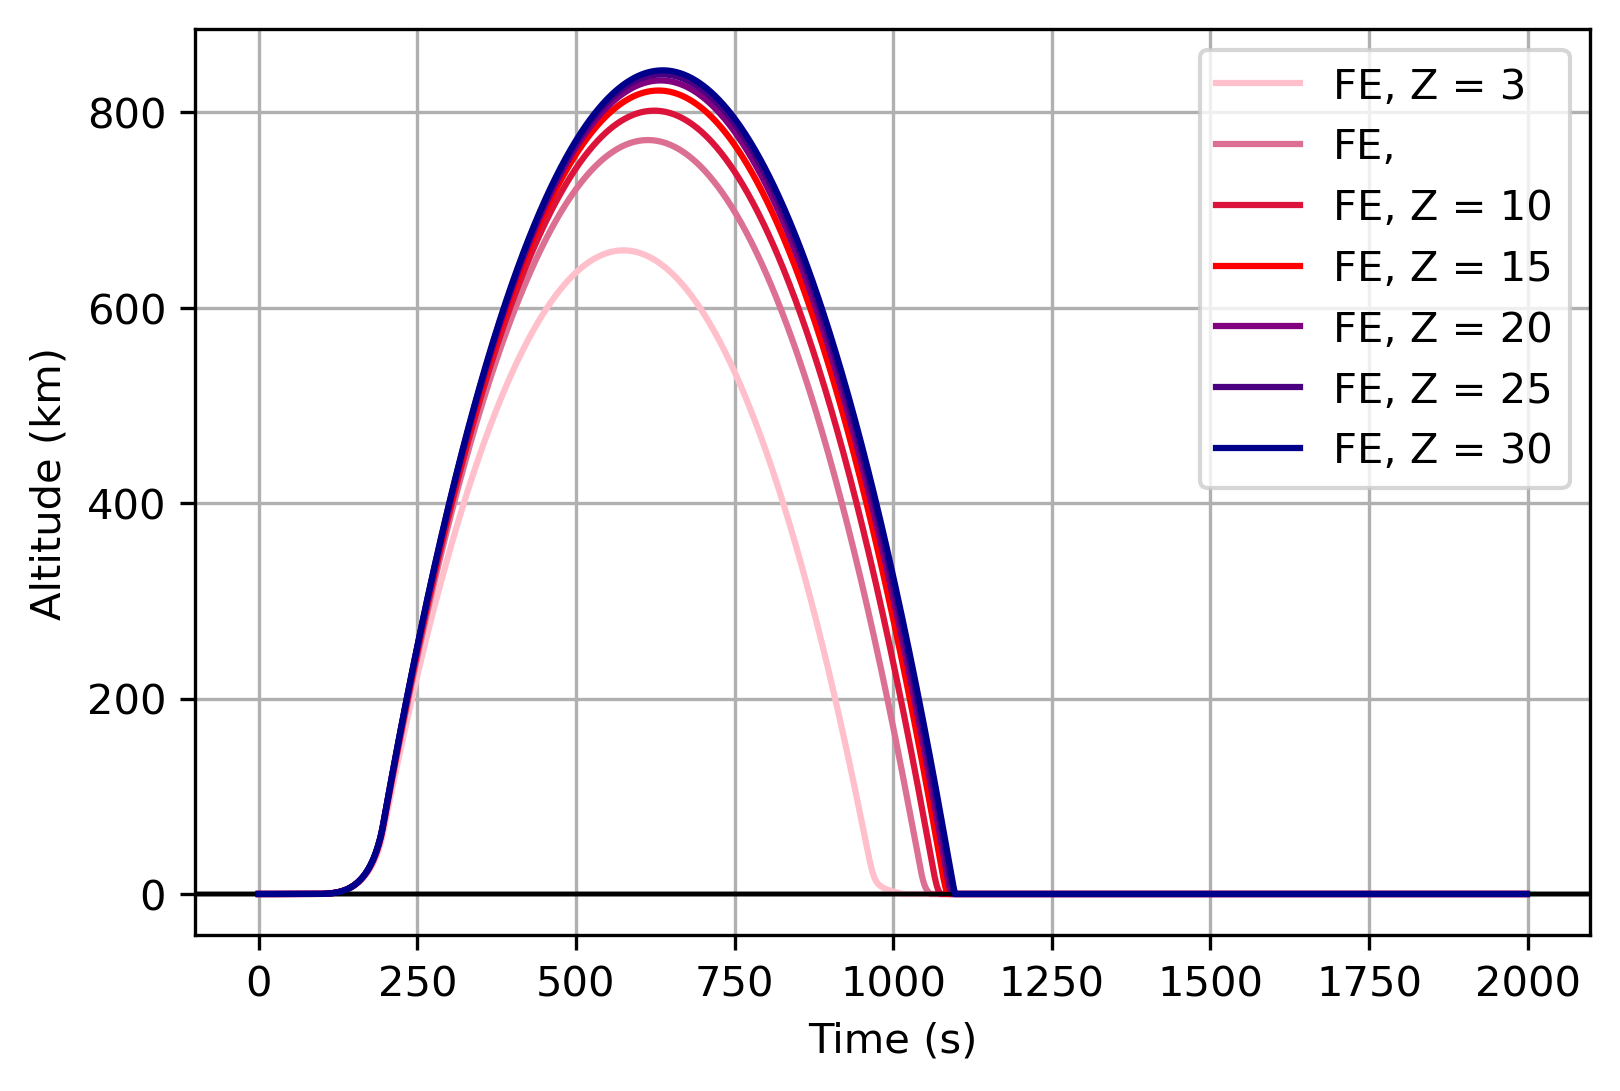 Altitude (km)
800
600
400
200
0
0 250 500 750 1000 1250 1500 1750 2000
Time (s)
FE, Z = 3
FE,
FE, Z = 10
FE, Z = 15
FE, Z = 20
FE, Z = 25
FE, Z = 30